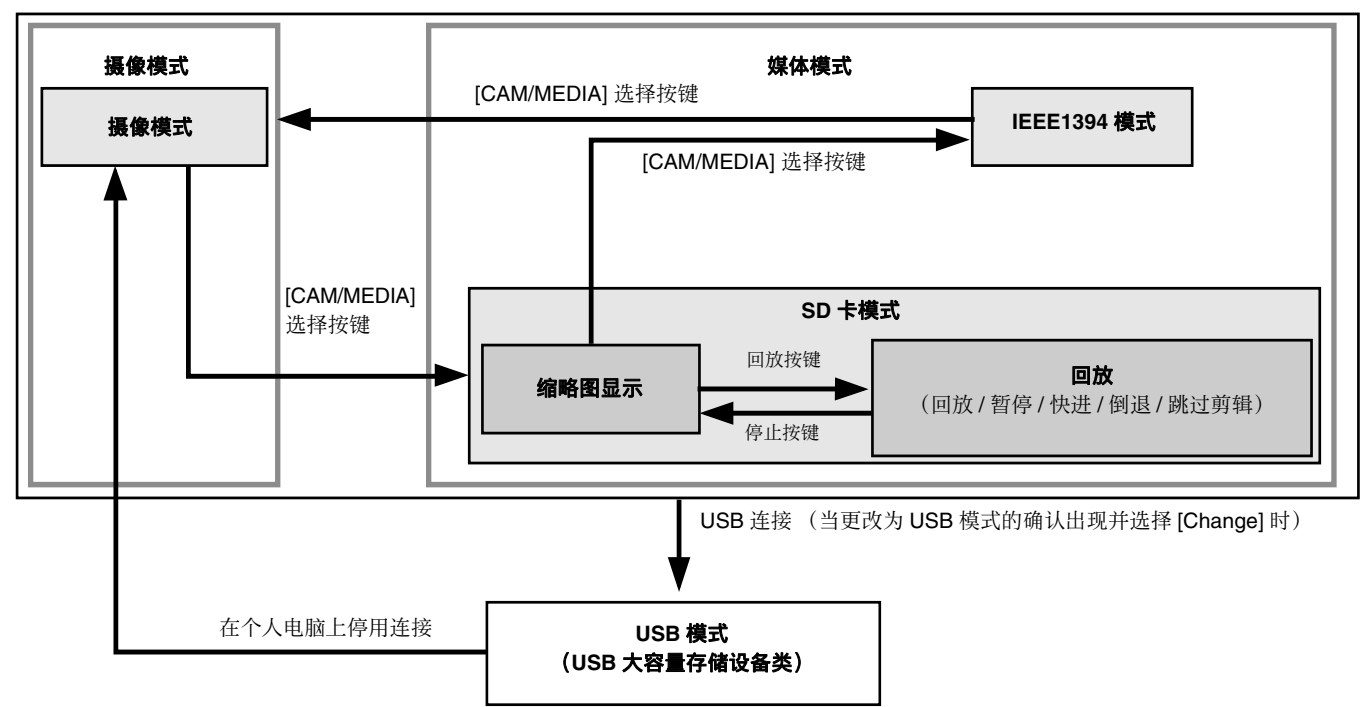 摄像模式
摄像模式
媒体模式
[CAM/MEDIA] 选择按键
IEEE1394 模式
[CAM/MEDIA] 选择按键
[CAM/MEDIA]
选择按键
SD 卡模式
缩略图显示
回放按键
停止按键
回放
（回放 / 暂停 / 快进 / 倒退 / 跳过剪辑）
USB 连接 （当更改为 USB 模式的确认出现并选择 [Change] 时）
在个人电脑上停用连接
USB 模式
（USB 大容量存储设备类）